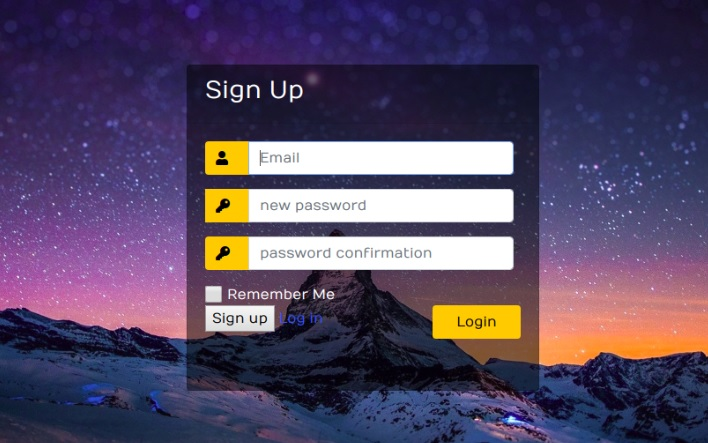 Sign Up
Email
new password
password confirmation
Remember Me
Sign up Log in
Login